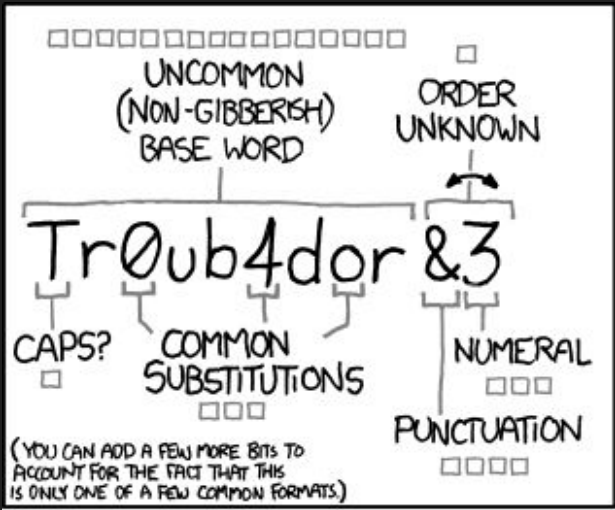 UNCOMMON
(NON-GIBBERISH)
BASE WORD
ORDER
UNKNOWN
Tr0ub4dor &3
CAPS?
COMMON
SUBSTITUTIONS
NUMERAL
PUNCTUATION
(YOU CAN ADD A FEW MORE BITS TO
ACCOUNT FOR THE FACT THAT THIS
IS ONLY ONE OF A FEW COMMON FORMATS.)